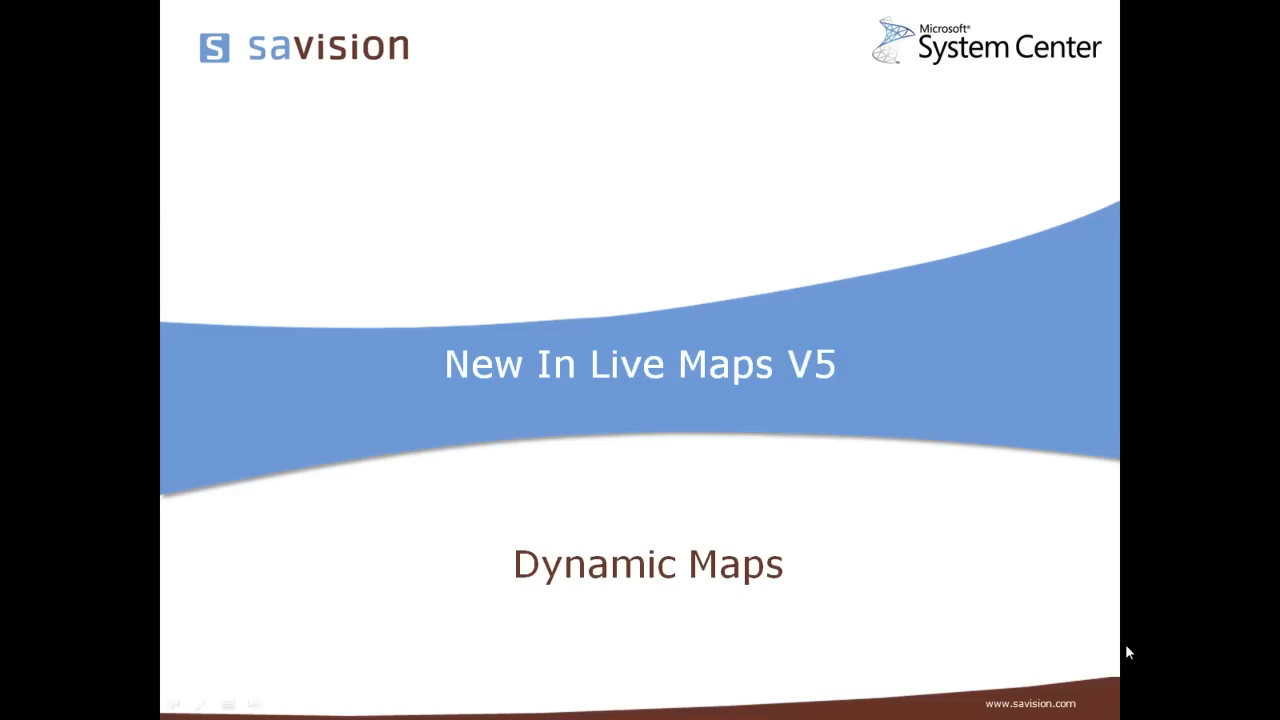 S savision
Microsoft®
System Center
New In Live Maps V5
Dynamic Maps
www.savision.com